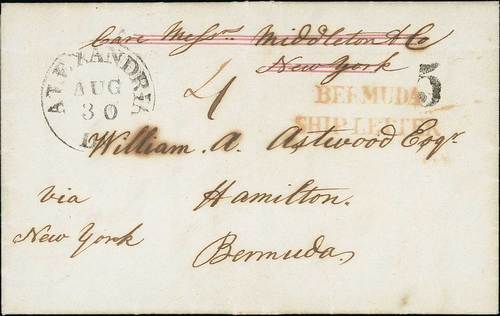 Care Messrs. Middleton & Co
New York
ALEXANDRIA
AUG
30
4
5
BERMUDA
SHIP LETTER
William. A. Astwood Esqr.
Hamilton.
Bermuda,
via
New York